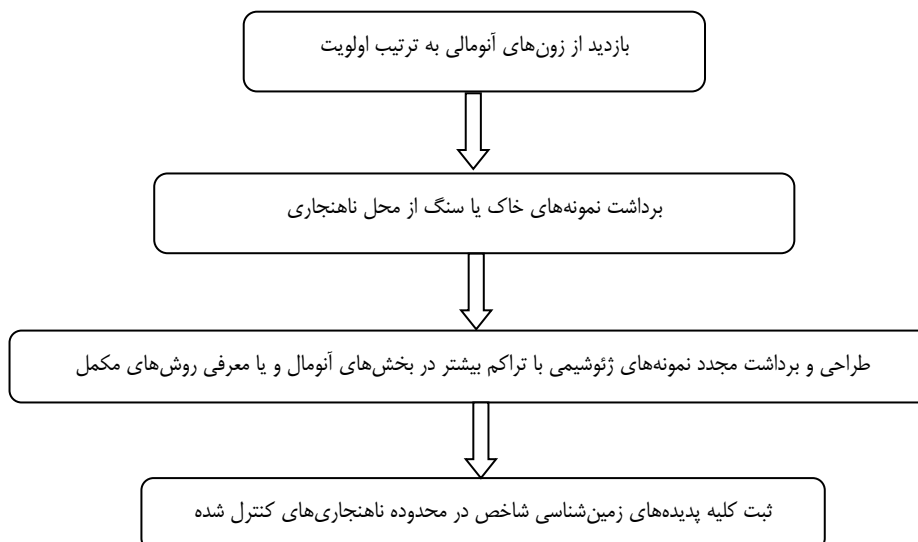 بازدید از زون‌های آنومالی به ترتیب اولویت
برداشت نمونه‌های خاک یا سنگ از محل ناهنجاری
طراحی و برداشت مجدد نمونه‌های ژئوشیمی با تراکم بیشتر در بخش‌های آنومال و یا معرفی روش‌های مکمل
ثبت کلیه پدیده‌های زمین‌شناسی شاخص در محدوده ناهنجاری‌های کنترل شده